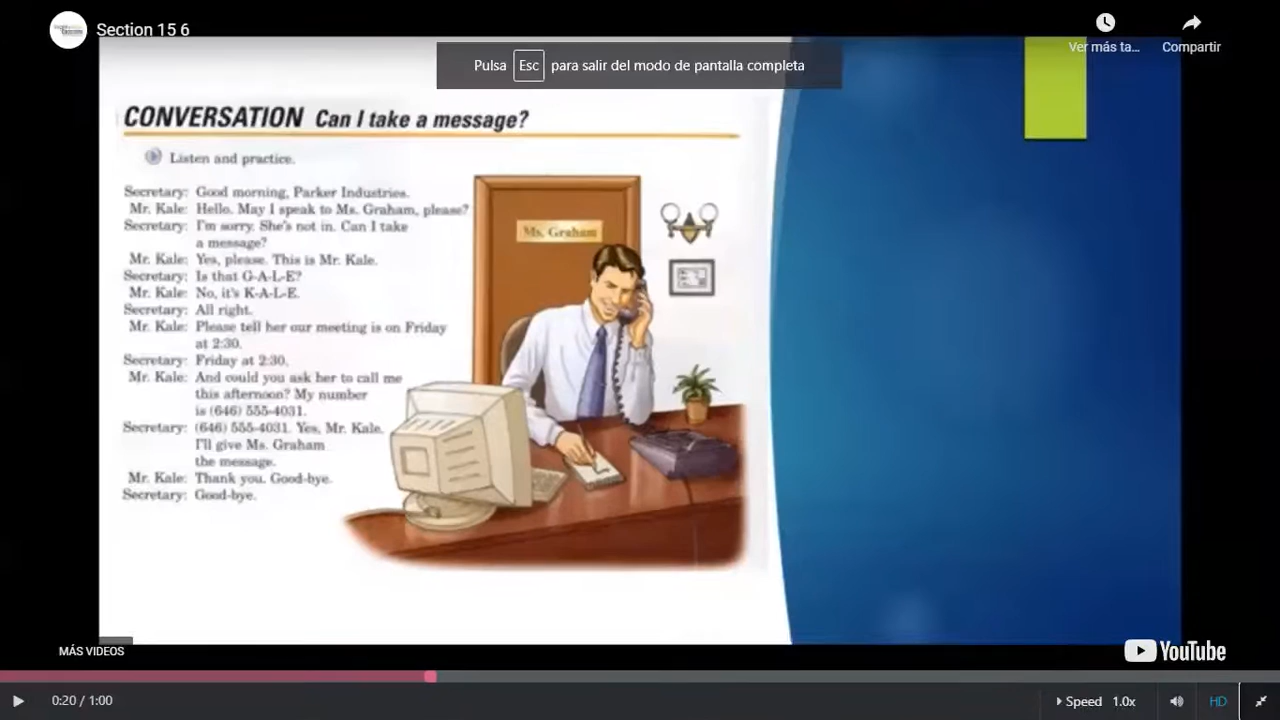 Section 15 6
Ver más ta...
Compartir
Pulsa Esc para salir del modo de pantalla completa
CONVERSATION Can I take a message?
Listen and practice.
Secretary: Good morning, Parker Industries.
Mr. Kale: Hello. May I speak to Ms. Graham, please?
Secretary: I'm sorry. She's not in. Can I take
a message?
Mr. Kale: Yes, please. This is Mr. Kale.
Secretary: Is that G-A-L-E?
Mr. Kale: No, it's K-A-L-E.
Secretary: All right.
Mr. Kale: Please tell her our meeting is on Friday
at 2:30.
Secretary: Friday at 2:30.
Mr. Kale: And could you ask her to call me
this afternoon? My number
is (646) 555-4031.
Secretary: (646) 555-4031. Yes, Mr. Kale.
I'll give Ms. Graham
the message.
Mr. Kale: Thank you. Good-bye.
Secretary: Good-bye.
Ms. Graham
MÁS VIDEOS
YouTube
0:20 / 1:00
Speed 1.0x
HD